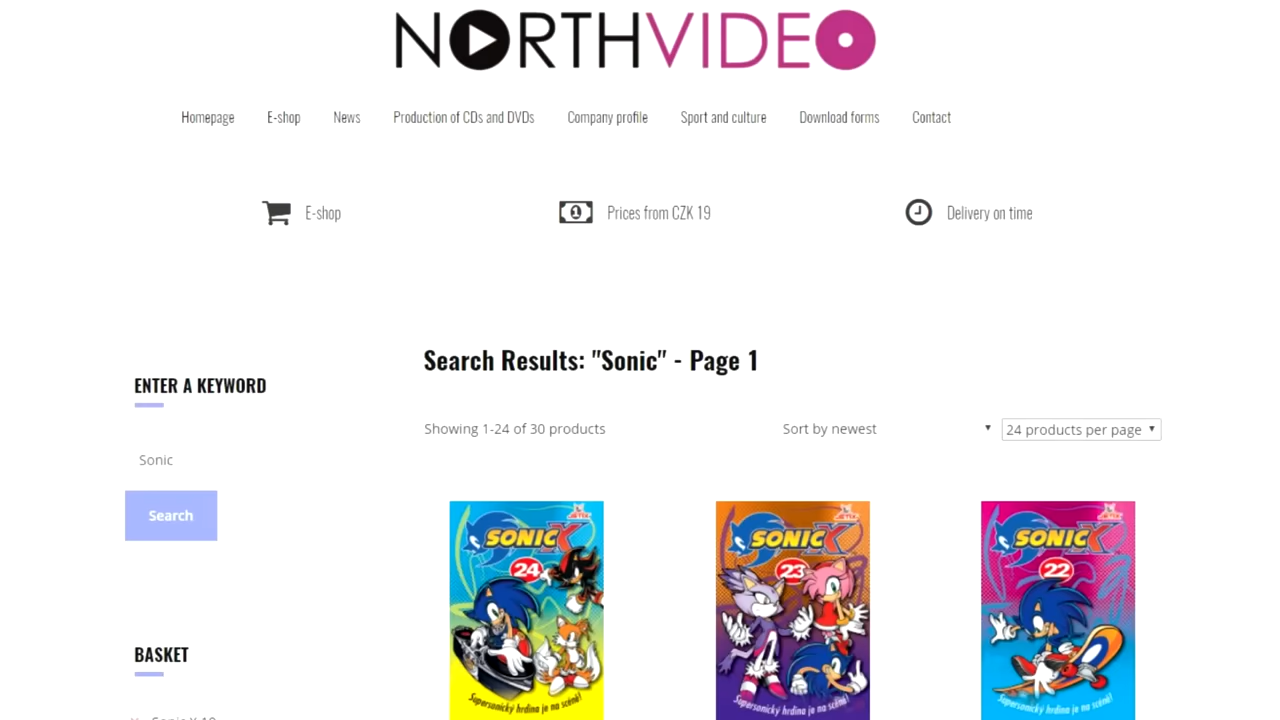 NORTHVIDEO
Homepage E-shop News Production of CDs and DVDs Company profile Sport and culture Download forms Contact
E-shop Prices from CZK 19 Delivery on time
Search Results: "Sonic" - Page 1
ENTER A KEYWORD
Showing 1-24 of 30 products Sort by newest 24 products per page
Sonic
Search
SONIC X SONIC X SONIC X
24 23 22
Supersonický hrdina je na scéně! Supersonický hrdina je na scéně! Supersonický hrdina je na scéně!
BASKET